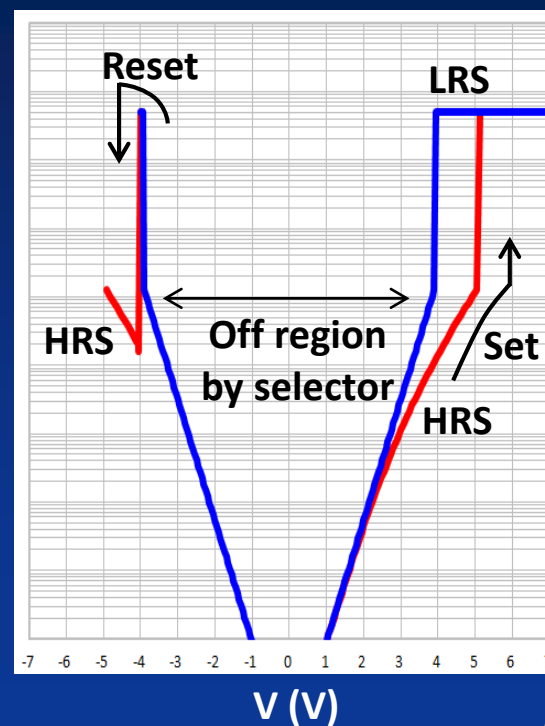 Reset
LRS
HRS
Off region
by selector
Set
HRS
-7 -6 -5 -4 -3 -2 -1 0 1 2 3 4 5 6
V (V)